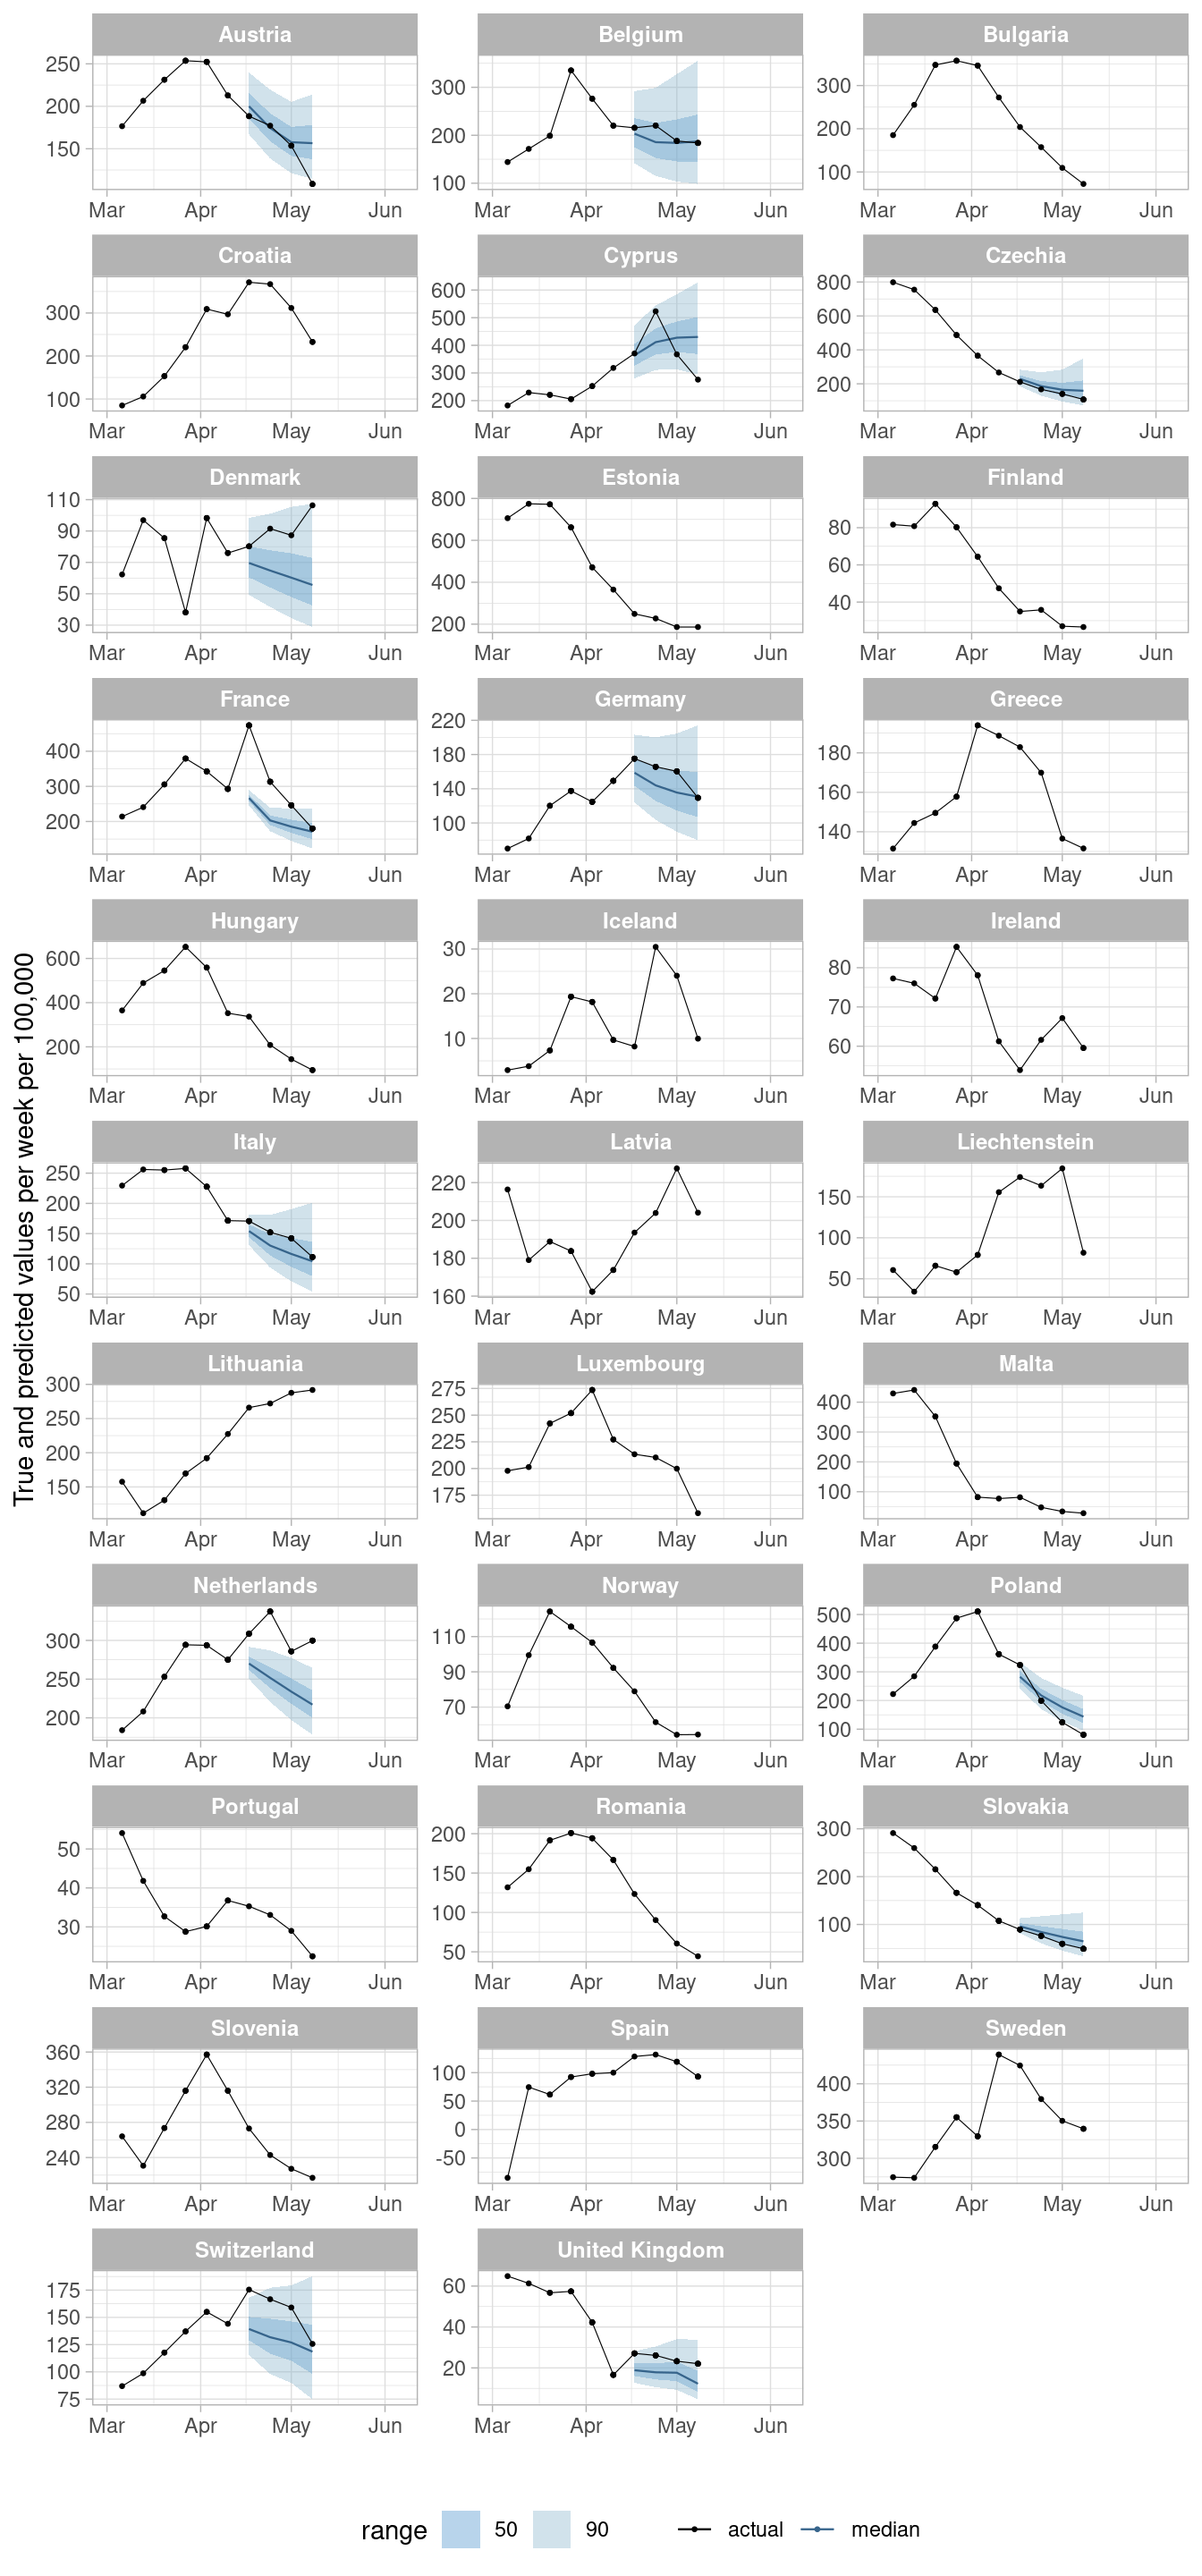 Austria Belgium Bulgaria
250 200 150 300 200 100 300 200 100
Mar Apr May Jun Mar Apr May Jun Mar Apr May Jun
Croatia Cyprus Czechia
300 200 100 600 500 400 300 200 800 600 400 200
Mar Apr May Jun Mar Apr May Jun Mar Apr May Jun
Denmark Estonia Finland
110 90 70 50 30 800 600 400 200 80 60 40
Mar Apr May Jun Mar Apr May Jun Mar Apr May Jun
France Germany Greece
400 300 200 220 180 140 100 180 160 140
Mar Apr May Jun Mar Apr May Jun Mar Apr May Jun
Hungary Iceland Ireland
600 400 200 30 20 10 80 70 60
Mar Apr May Jun Mar Apr May Jun Mar Apr May Jun
True and predicted values per week per 100,000
Italy Latvia Liechtenstein
250 200 150 100 50 220 200 180 160 150 100 50
Mar Apr May Jun Mar Apr May Jun Mar Apr May Jun
Lithuania Luxembourg Malta
300 250 200 150 275 250 225 200 175 400 300 200 100
Mar Apr May Jun Mar Apr May Jun Mar Apr May Jun
Netherlands Norway Poland
300 250 200 110 90 70 500 400 300 200 100
Mar Apr May Jun Mar Apr May Jun Mar Apr May Jun
Portugal Romania Slovakia
50 40 30 200 150 100 50 300 200 100
Mar Apr May Jun Mar Apr May Jun Mar Apr May Jun
Slovenia Spain Sweden
360 320 280 240 100 50 0 -50 400 350 300
Mar Apr May Jun Mar Apr May Jun Mar Apr May Jun
Switzerland United Kingdom
175 150 125 100 75 60 40 20
Mar Apr May Jun Mar Apr May Jun
range 50 90 actual median